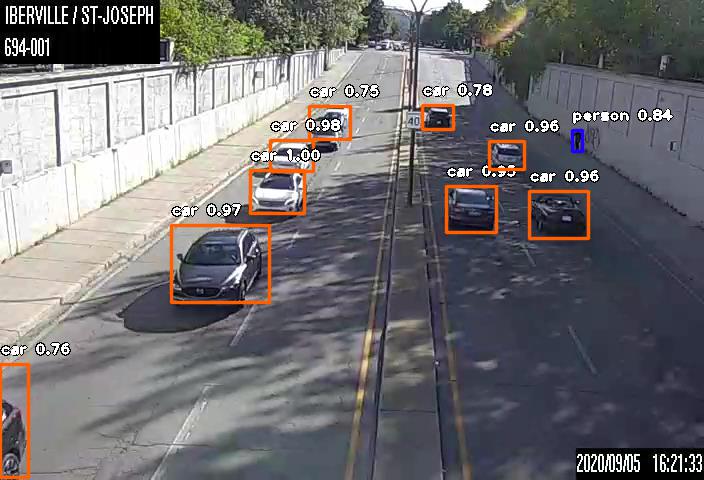 IBERVILLE / ST-JOSEPH
694-001
car 0.75
car 0.78
car 0.98
person 0.84
car 0.96
car 1.00
car 0.96
car 0.97
car 0.76
40
2020/09/05 16:21:33